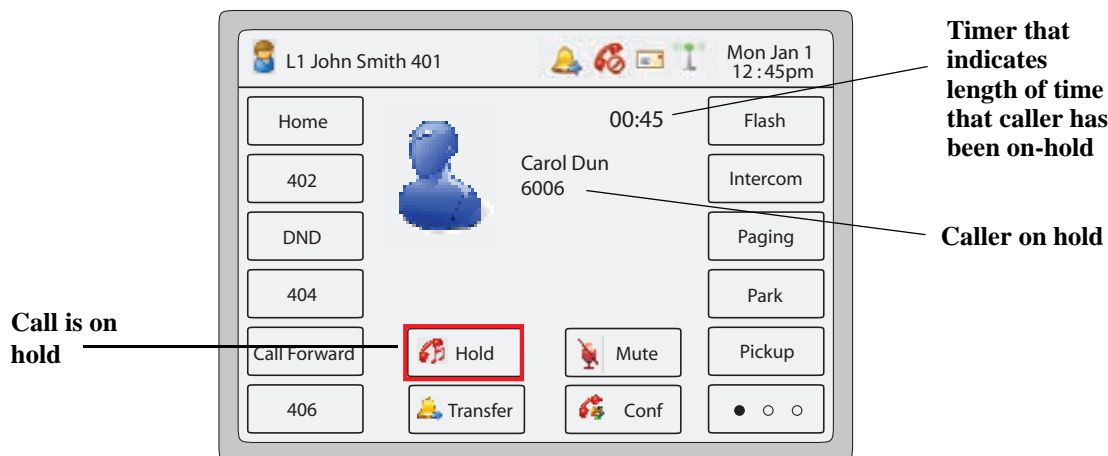 Timer that
indicates
length of time
that caller has
been on-hold
L1 John Smith 401
Mon Jan 1
12:45pm
Home
00:45
Flash
402
Carol Dun
6006
Intercom
DND
Paging
Caller on hold
404
Park
Call is on
hold
Call Forward
Hold
Mute
Pickup
406
Transfer
Conf